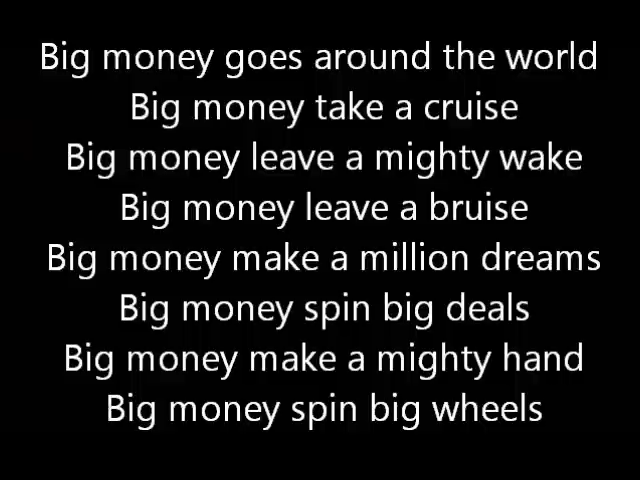 Big money goes around the world
Big money take a cruise
Big money leave a mighty wake
Big money leave a bruise
Big money make a million dreams
Big money spin big deals
Big money make a mighty hand
Big money spin big wheels